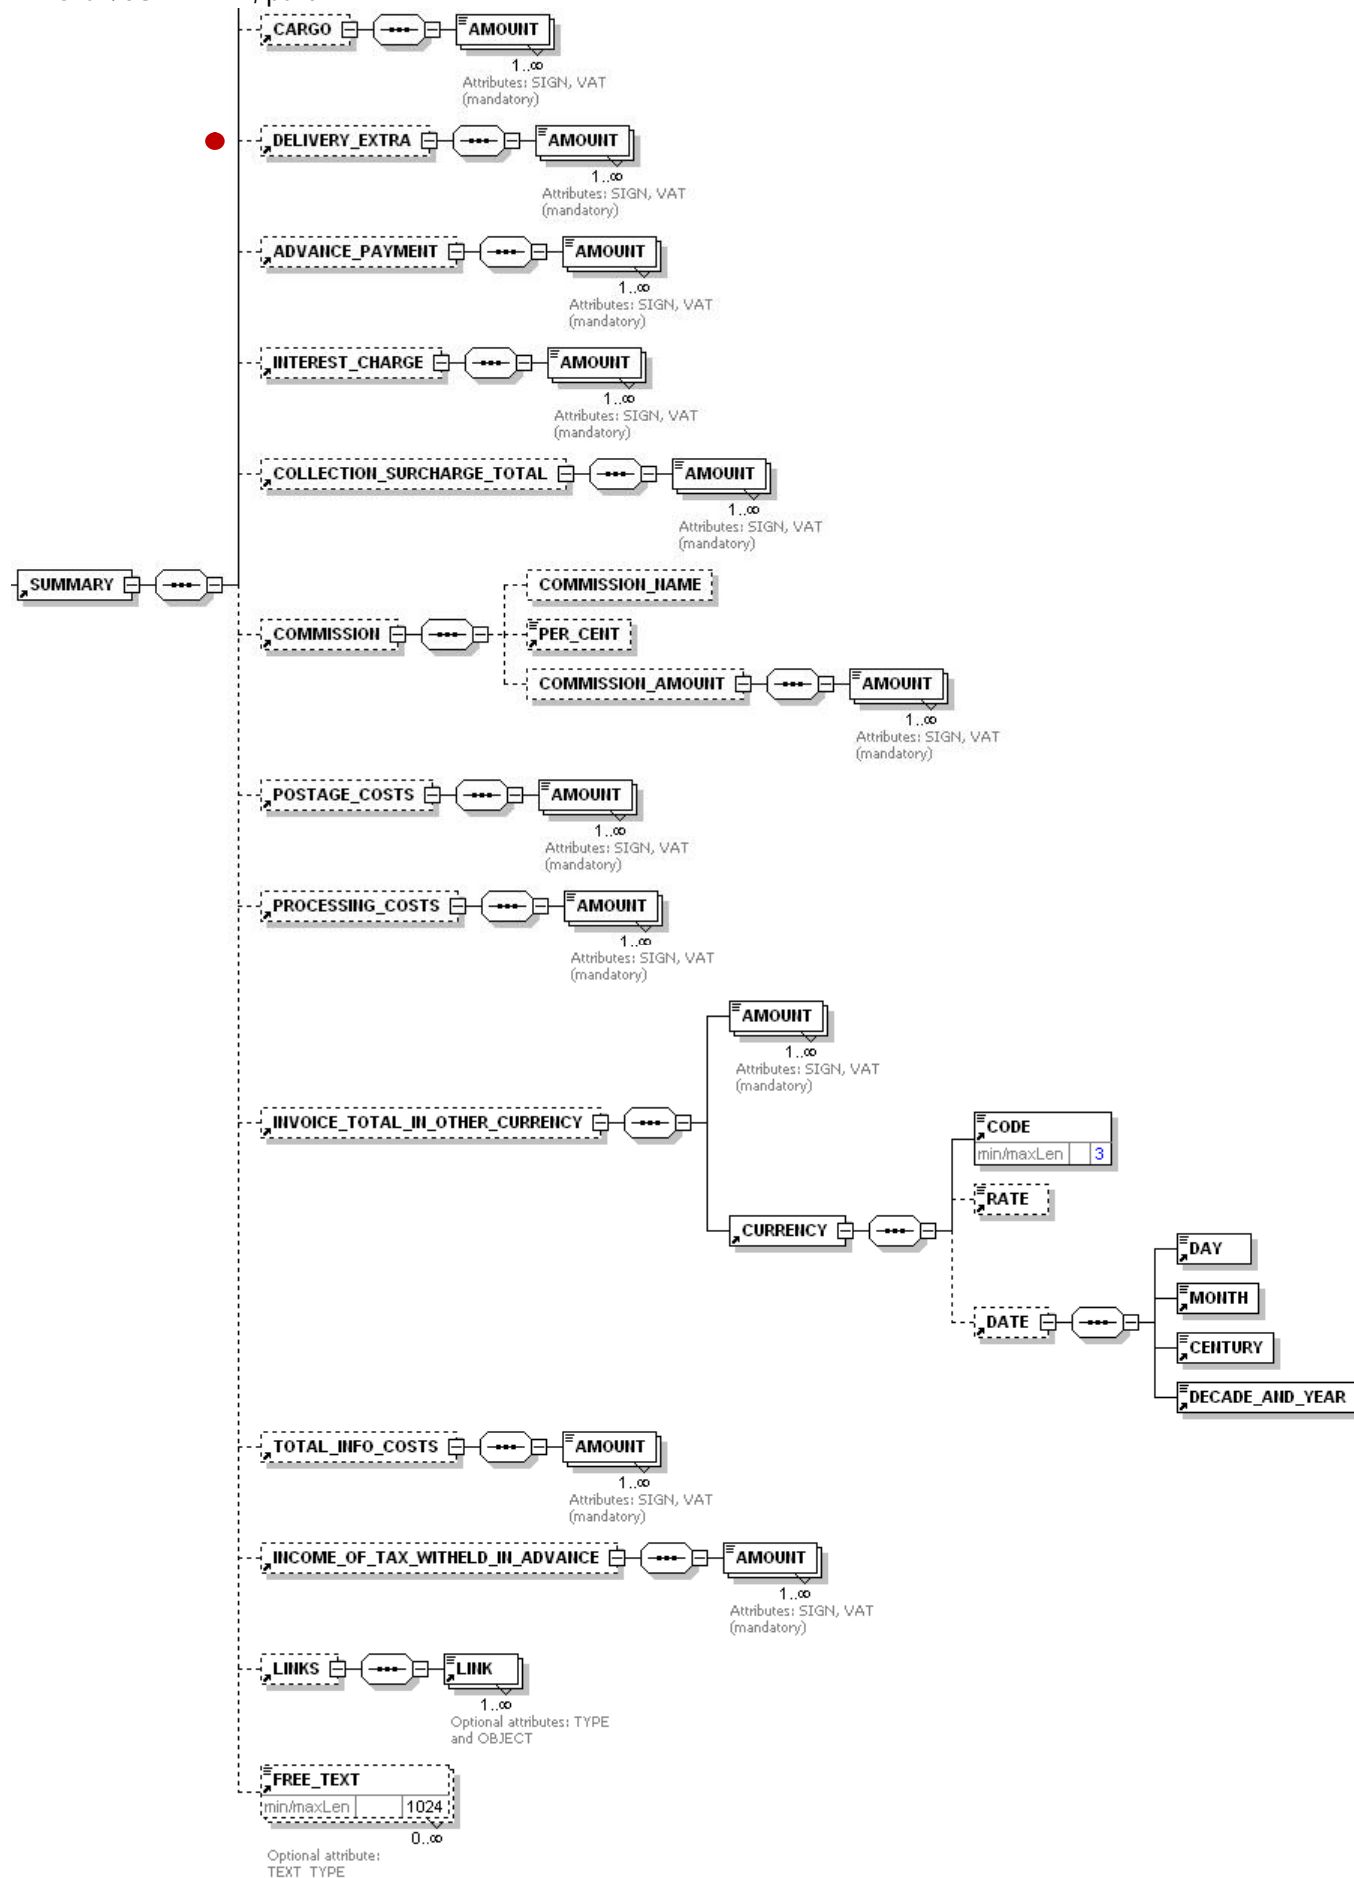 CARGO
AMOUNT
1..∞
Attributes: SIGN, VAT
(mandatory)
DELIVERY_EXTRA
AMOUNT
1..∞
Attributes: SIGN, VAT
(mandatory)
ADVANCE_PAYMENT
AMOUNT
1..∞
Attributes: SIGN, VAT
(mandatory)
INTEREST_CHARGE
AMOUNT
1..∞
Attributes: SIGN, VAT
(mandatory)
COLLECTION_SURCHARGE_TOTAL
AMOUNT
1..∞
Attributes: SIGN, VAT
(mandatory)
SUMMARY
COMMISSION_NAME
COMMISSION
PER_CENT
COMMISSION_AMOUNT
AMOUNT
1..∞
Attributes: SIGN, VAT
(mandatory)
POSTAGE_COSTS
AMOUNT
1..∞
Attributes: SIGN, VAT
(mandatory)
PROCESSING_COSTS
AMOUNT
1..∞
Attributes: SIGN, VAT
(mandatory)
AMOUNT
1..∞
Attributes: SIGN, VAT
(mandatory)
INVOICE_TOTAL_IN_OTHER_CURRENCY
CODE
min/maxLen 3
RATE
CURRENCY
DAY
MONTH
DATE
CENTURY
DECADE_AND_YEAR
TOTAL_INFO_COSTS
AMOUNT
1..∞
Attributes: SIGN, VAT
(mandatory)
INCOME_OF_TAX_WITHELD_IN_ADVANCE
AMOUNT
1..∞
Attributes: SIGN, VAT
(mandatory)
LINKS
LINK
1..∞
Optional attributes: TYPE
and OBJECT
FREE_TEXT
min/maxLen 1024
0..∞
Optional attribute:
TEXT_TYPE